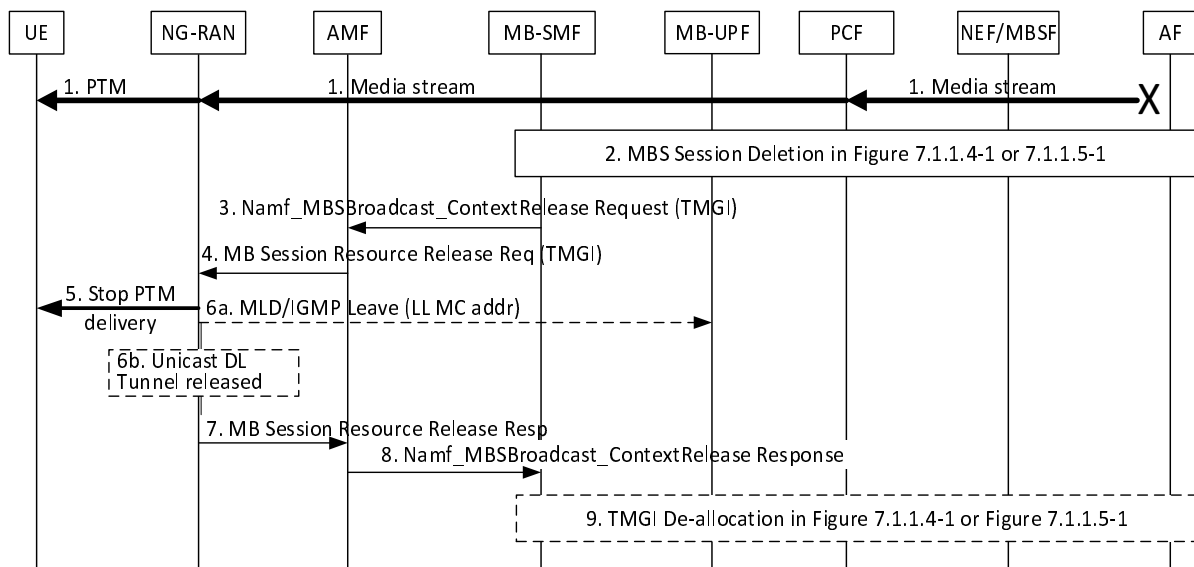 UE
NG-RAN
AMF
MB-SMF
MB-UPF
PCF
NEF/MBSF
AF
1. PTM
1. Media stream
1. Media stream
X
2. MBS Session Deletion in Figure 7.1.1.4-1 or 7.1.1.5-1
3. Namf_MBSBroadcast_ContextRelease Request (TMGI)
4. MB Session Resource Release Req (TMGI)
5. Stop PTM
delivery
6a. MLD/IGMP Leave (LL MC addr)
6b. Unicast DL
Tunnel released
7. MB Session Resource Release Resp
8. Namf_MBSBroadcast_ContextRelease Response
9. TMGI De-allocation in Figure 7.1.1.4-1 or Figure 7.1.1.5-1